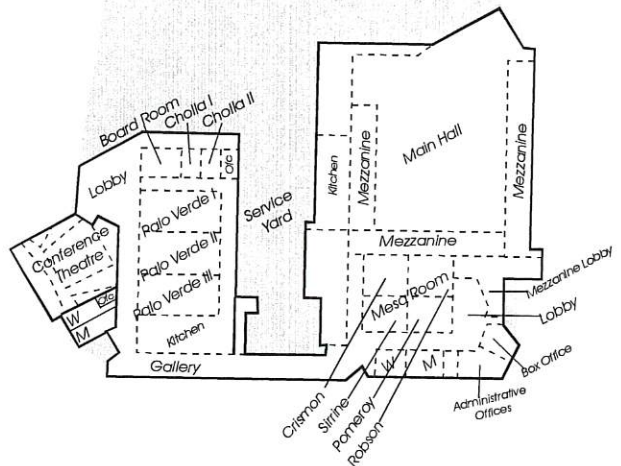 Board Room
Cholla I
Cholla II
Ofc
Lobby
Palo Verde I
Palo Verde II
Palo Verde III
Kitchen
Conference
Theatre
Ofc
W
M
Gallery
Service
Yard
Kitchen
Mezzanine
Main Hall
Mezzanine
Mezzanine
Mesa Room
Mezzanine Lobby
Lobby
Box Office
Administrative
Offices
W
M
Crismon
Sirrine
Pomeroy
Robson